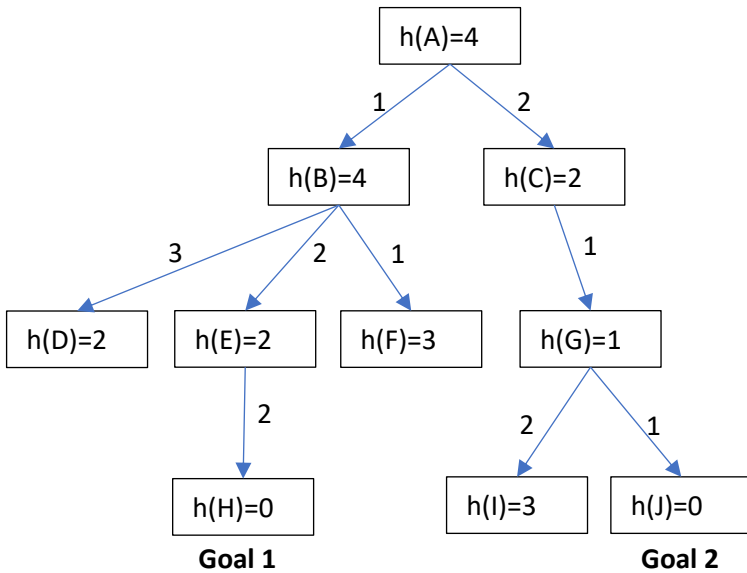 h(A)=4
1
2
h(B)=4
h(C)=2
3
2
1
1
h(D)=2
h(E)=2
h(F)=3
h(G)=1
2
2
1
h(H)=0
h(I)=3
h(J)=0
Goal 1
Goal 2